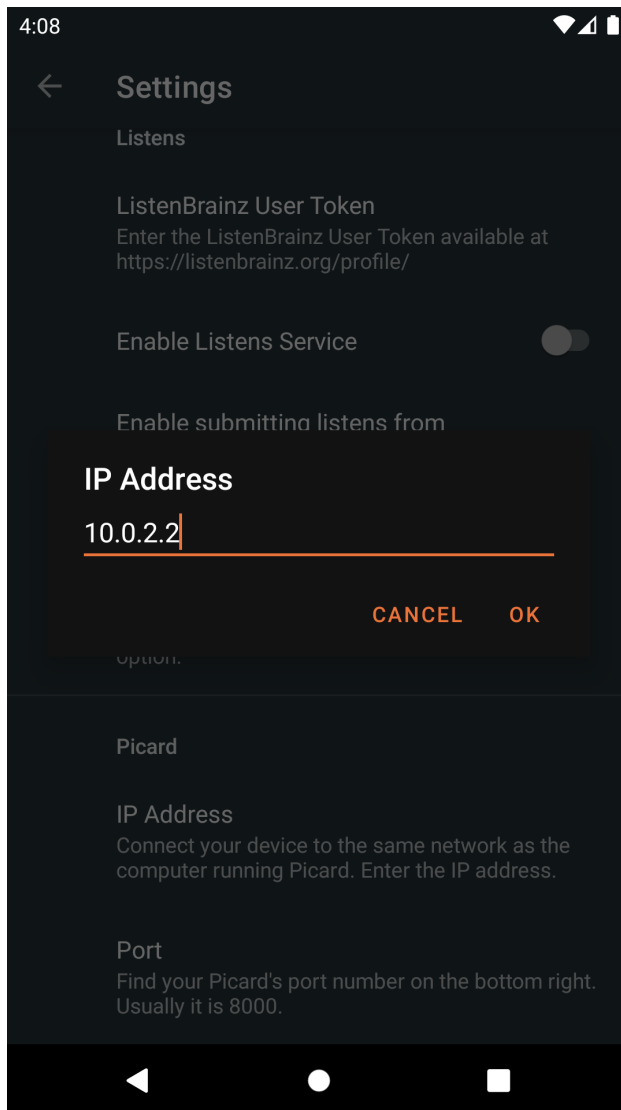 4:08
Settings
Listens
ListenBrainz User Token
Enter the ListenBrainz User Token available at
https://listenbrainz.org/profile/
Enable Listens Service
Enable submitting listens from
IP Address
10.0.2.2
CANCEL OK
option.
Picard
IP Address
Connect your device to the same network as the
computer running Picard. Enter the IP address.
Port
Find your Picard's port number on the bottom right.
Usually it is 8000.